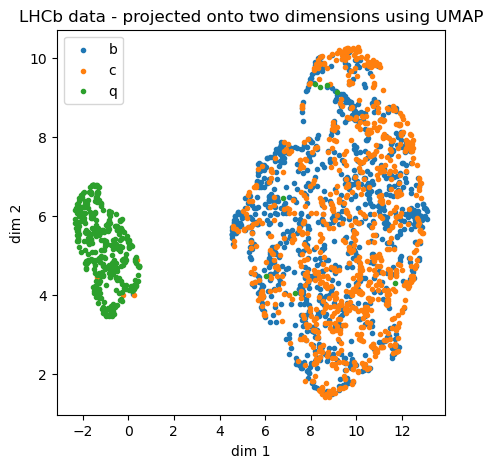 LHCb data - projected onto two dimensions using UMAP
b
c
q
10
8
6
4
2
dim 2
−2 0 2 4 6 8 10 12
dim 1